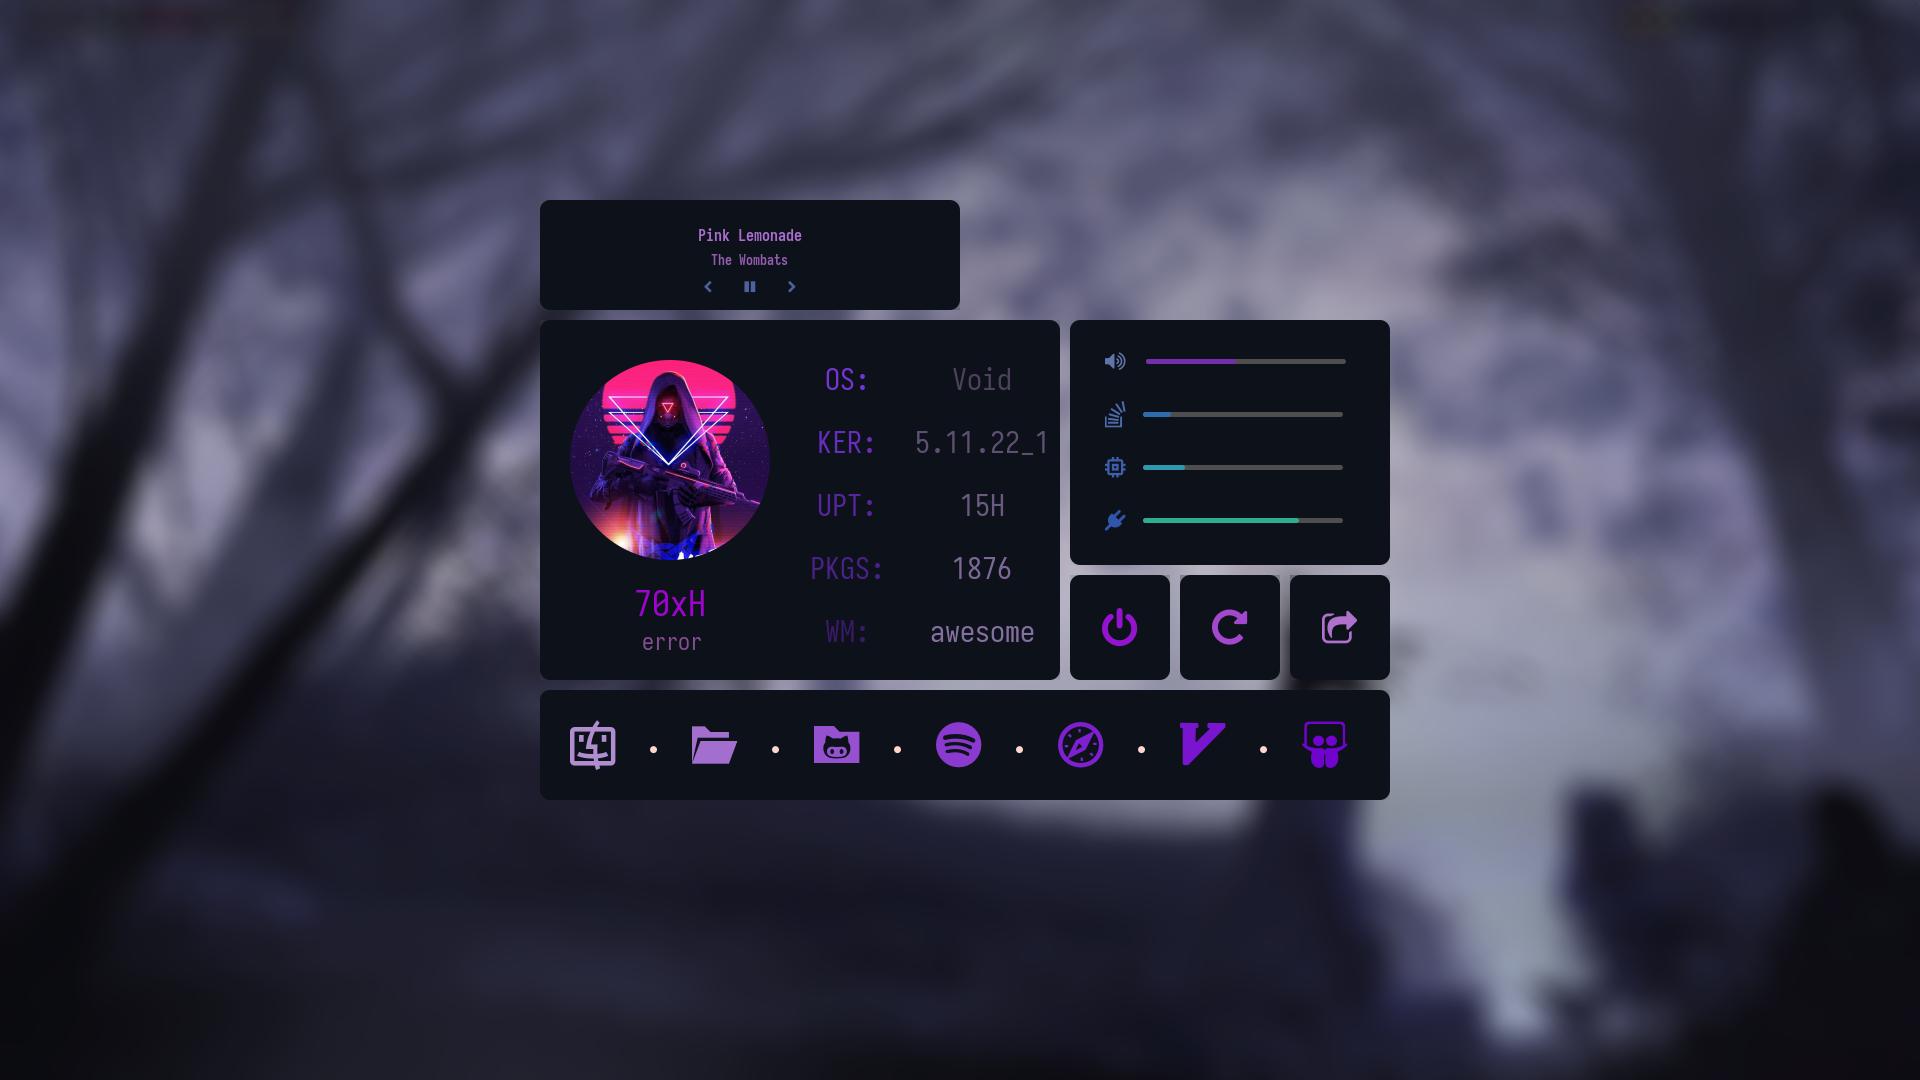 Pink Lemonade
The Wombats
OS: Void
KER: 5.11.22_1
UPT: 15H
PKGS: 1876
WM: awesome
70xH
error